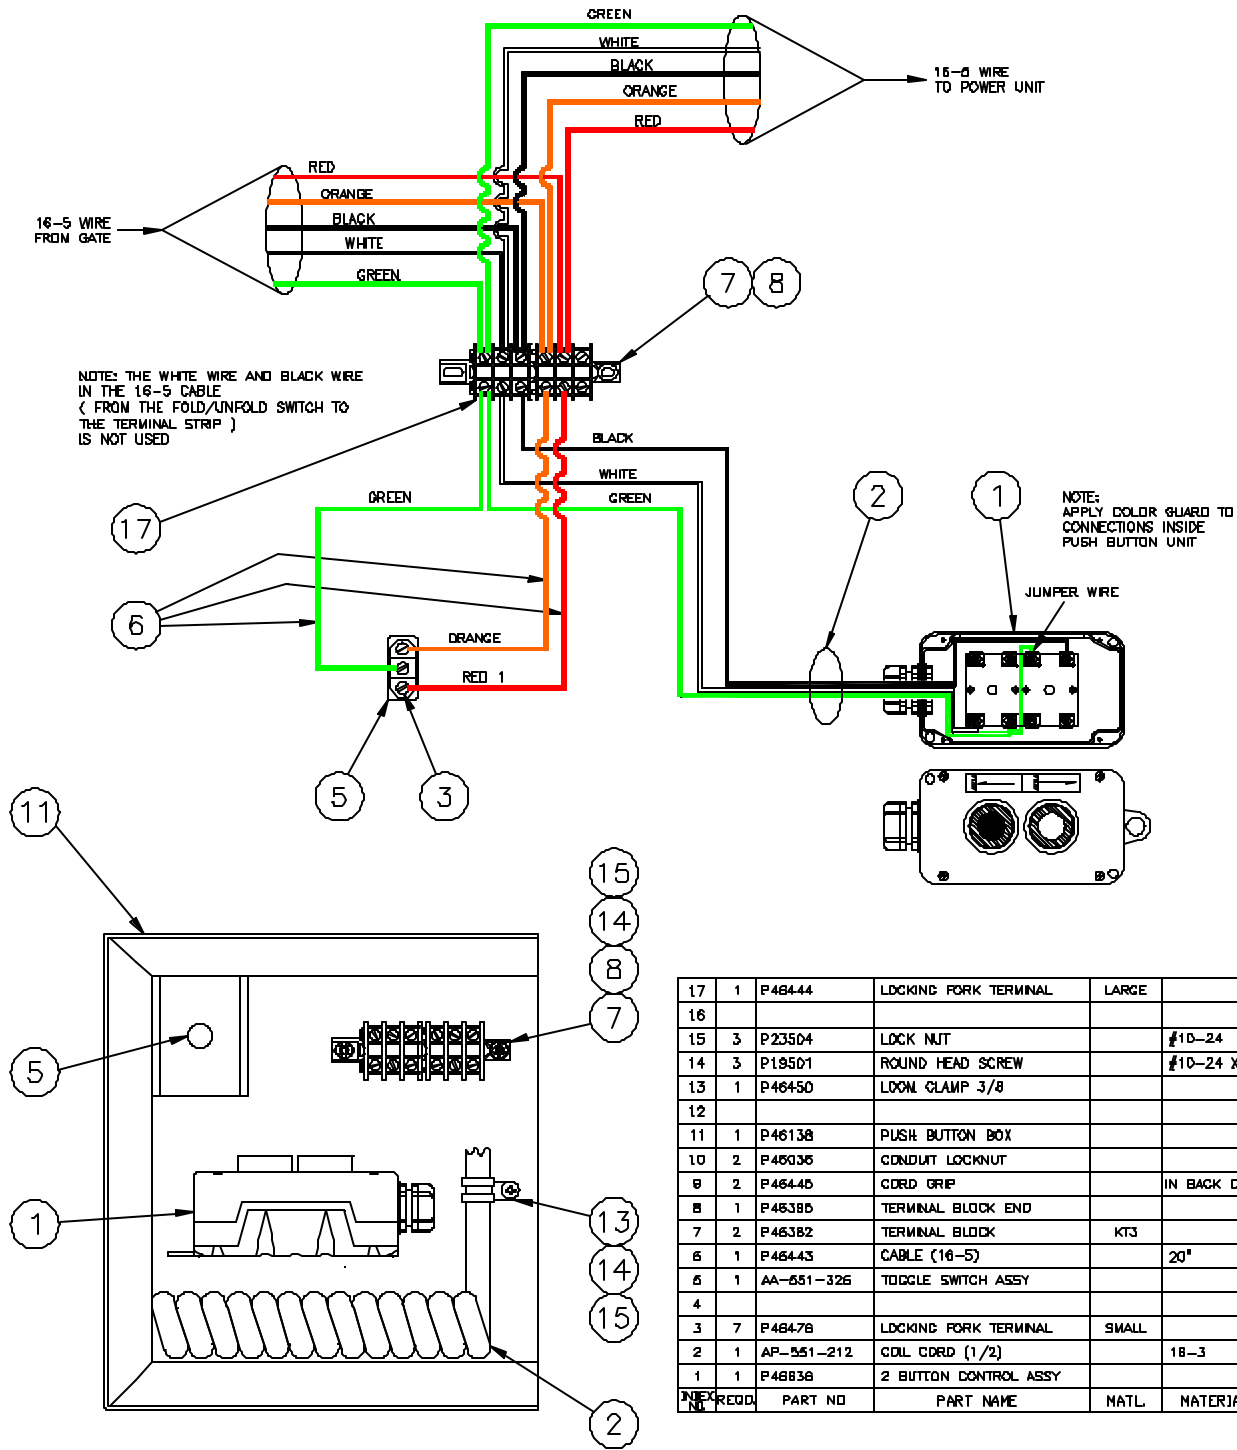 GREEN
WHITE
BLACK
ORANGE
RED
16-5 WIRE
TO POWER UNIT
RED
ORANGE
BLACK
WHITE
GREEN
16-5 WIRE
FROM GATE
7 8
NOTE: THE WHITE WIRE AND BLACK WIRE
IN THE 16-5 CABLE
( FROM THE FOLD/UNFOLD SWITCH TO
THE TERMINAL STRIP )
IS NOT USED
BLACK
WHITE
GREEN
GREEN
17
2
1
NOTE:
APPLY COLOR GUARD TO
CONNECTIONS INSIDE
PUSH BUTTON UNIT
JUMPER WIRE
6
ORANGE
RED 1
5
3
11
15
14
8
7
5
1
13
14
15
2
17 1 P46444 LOCKING FORK TERMINAL LARGE
16
15 3 P23504 LOCK NUT #10-24
14 3 P19501 ROUND HEAD SCREW #10-24 X
13 1 P46450 LOOM CLAMP 3/8
12
11 1 P46138 PUSH BUTTON BOX
10 2 CONDUIT LOCKNUT
9 2 CORD GRIP IN BACK
8 1 TERMINAL BLOCK END
7 2 P46382 TERMINAL BLOCK KT3
6 1 P46443 CABLE (16-5) 20"
5 1 TOGGLE SWITCH ASSY
4
3 7 P46476 LOCKING FORK TERMINAL SMALL
2 1 AP-551-212 COIL CORD (1/2) 18-3
1 1 2 BUTTON CONTROL ASSY
INDEX NO REQD. PART NO PART NAME MATL. MATERIA